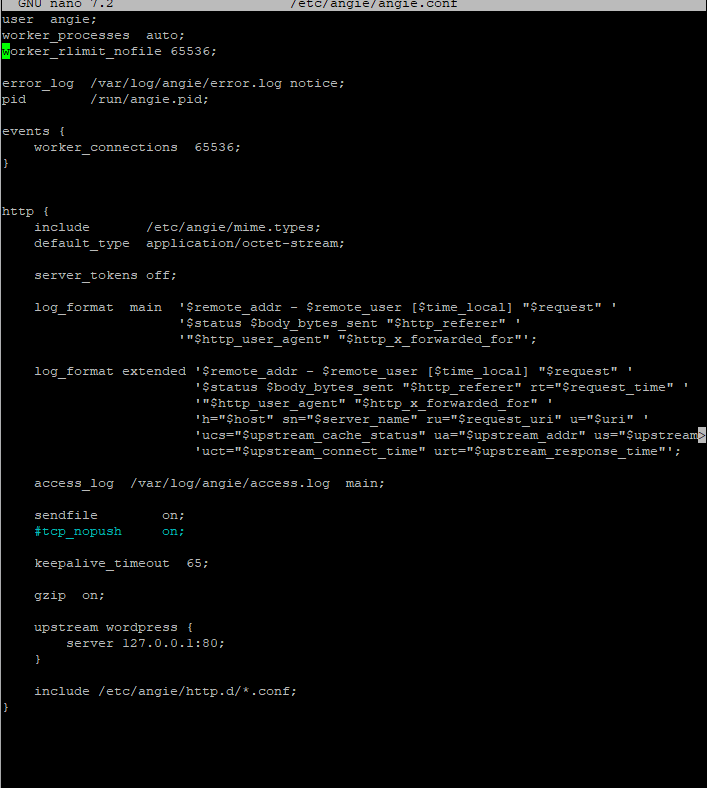 GNU nano 7.2 /etc/angie/angie.conf
user  angie;
worker_processes  auto;
worker_rlimit_nofile 65536;
error_log  /var/log/angie/error.log notice;
pid        /run/angie.pid;
events {
    worker_connections  65536;
}
http {
    include       /etc/angie/mime.types;
    default_type  application/octet-stream;
    server_tokens off;
    log_format  main  '$remote_addr - $remote_user [$time_local] "$request" '
                      '$status $body_bytes_sent "$http_referer" '
                      '"$http_user_agent" "$http_x_forwarded_for"';
    log_format extended '$remote_addr - $remote_user [$time_local] "$request" '
                        '$status $body_bytes_sent "$http_referer" rt="$request_time" '
                        '"$http_user_agent" "$http_x_forwarded_for" '
                        'h="$host" sn="$server_name" ru="$request_uri" u="$uri" '
                        'ucs="$upstream_cache_status" ua="$upstream_addr" us="$upstream>
                        'uct="$upstream_connect_time" urt="$upstream_response_time"';
    access_log  /var/log/angie/access.log  main;
    sendfile        on;
    #tcp_nopush     on;
    keepalive_timeout  65;
    gzip  on;
    upstream wordpress {
        server 127.0.0.1:80;
    }
    include /etc/angie/http.d/*.conf;
}